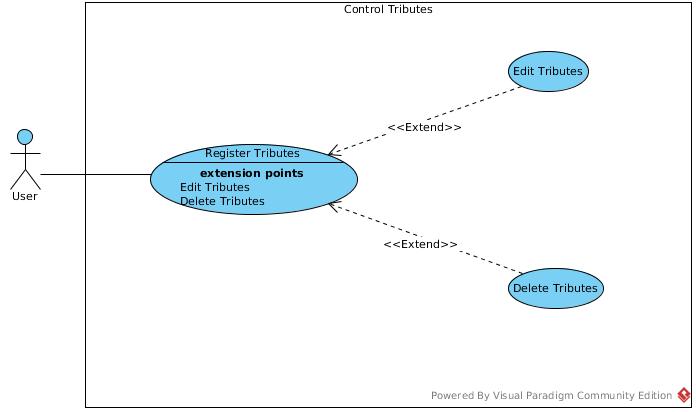 Control Tributes
Edit Tributes
<<Extend>>
Register Tributes
extension points
Edit Tributes
Delete Tributes
User
<<Extend>>
Delete Tributes
Powered By Visual Paradigm Community Edition